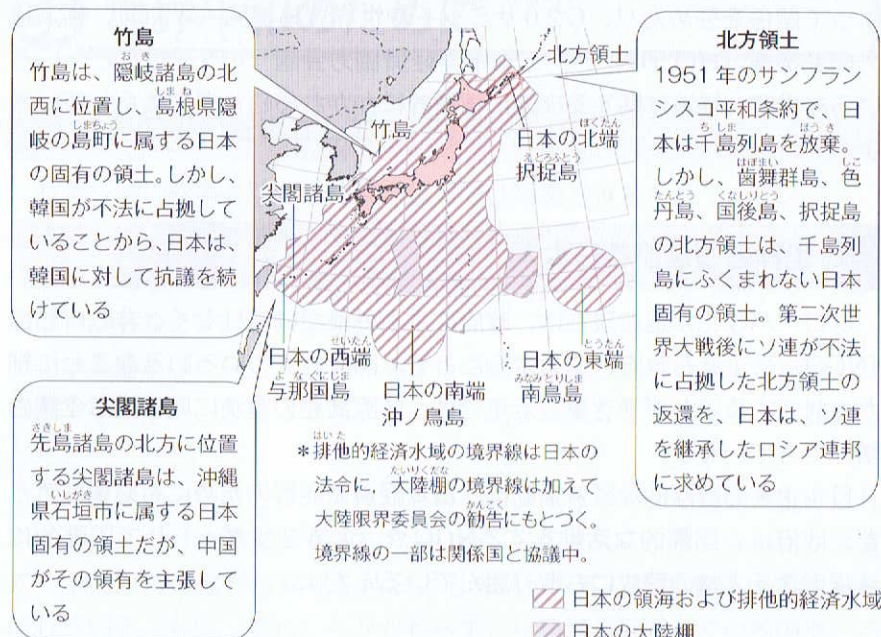 竹島
竹島は、隠岐諸島の北
西に位置し、島根県隠
岐の島町に属する日本
の固有の領土。しかし、
韓国が不法に占拠して
いることから、日本は、
韓国に対して抗議を続
けている
尖閣諸島
先島諸島の北方に位置
する尖閣諸島は、沖縄
県石垣市に属する日本
固有の領土だが、中国
がその領有を主張して
いる
北方領土
竹島
日本の北端
択捉島
尖閣諸島
日本の西端
与那国島
日本の南端
沖ノ鳥島
日本の東端
南鳥島
*排他的経済水域の境界線は日本の
法令に、大陸棚の境界線は加えて
大陸限界委員会の勧告にもとづく。
境界線の一部は関係国と協議中。
北方領土
1951年のサンフラン
シスコ平和条約で、日
本は千島列島を放棄。
しかし、歯舞群島、色
丹島、国後島、択捉島
の北方領土は、千島列
島にふくまれない日本
固有の領土。第二次世
界大戦後にソ連が不法
に占拠した北方領土の
返還を、日本は、ソ連
を継承したロシア連邦
に求めている
日本の領海および排他的経済水域
日本の大陸棚